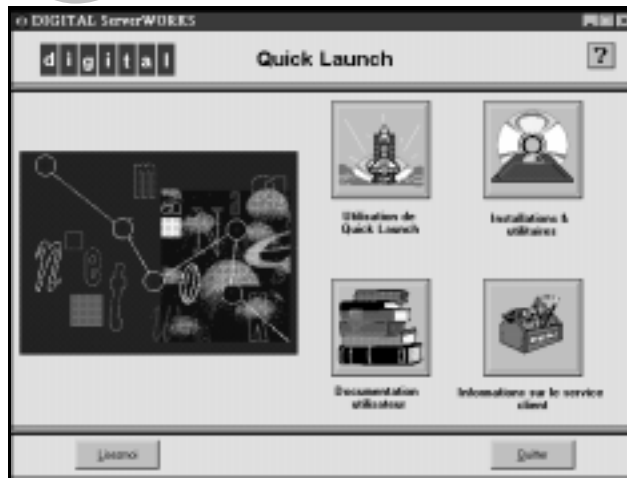 DIGITAL ServerWORKS
digital
Quick Launch
?
Utilisation de
Quick Launch
Installations &
utilitaires
Documentation
utilisateur
Informations sur le service
client
Lisezmoi
Quitter